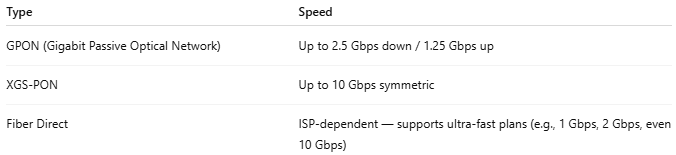 Type Speed
GPON (Gigabit Passive Optical Network) Up to 2.5 Gbps down / 1.25 Gbps up
XGS-PON Up to 10 Gbps symmetric
Fiber Direct ISP-dependent — supports ultra-fast plans (e.g., 1 Gbps, 2 Gbps, even
10 Gbps)